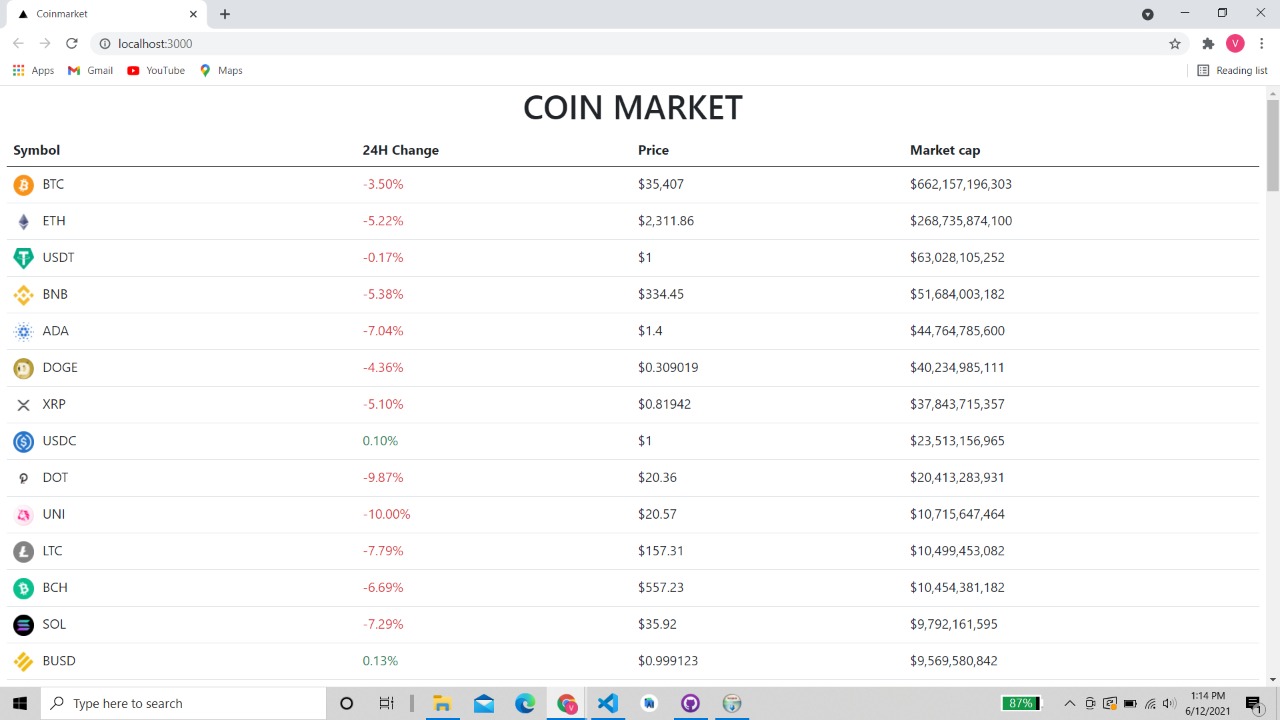 Coinmarket
localhost:3000
V
Apps Gmail YouTube Maps Reading list
COIN MARKET
Symbol 24H Change Price Market cap
BTC -3.50% $35,407 $662,157,196,303
ETH -5.22% $2,311.86 $268,735,874,100
USDT -0.17% $1 $63,028,105,252
BNB -5.38% $334.45 $51,684,003,182
ADA -7.04% $1.4 $44,764,785,600
DOGE -4.36% $0.309019 $40,234,985,111
XRP -5.10% $0.81942 $37,843,715,357
USDC 0.10% $1 $23,513,156,965
DOT -9.87% $20.36 $20,413,283,931
UNI -10.00% $20.57 $10,715,647,464
LTC -7.79% $157.31 $10,499,453,082
BCH -6.69% $557.23 $10,454,381,182
SOL -7.29% $35.92 $9,792,161,595
BUSD 0.13% $0.999123 $9,569,580,842
Type here to search 87% 1:14 PM
6/12/2021 1